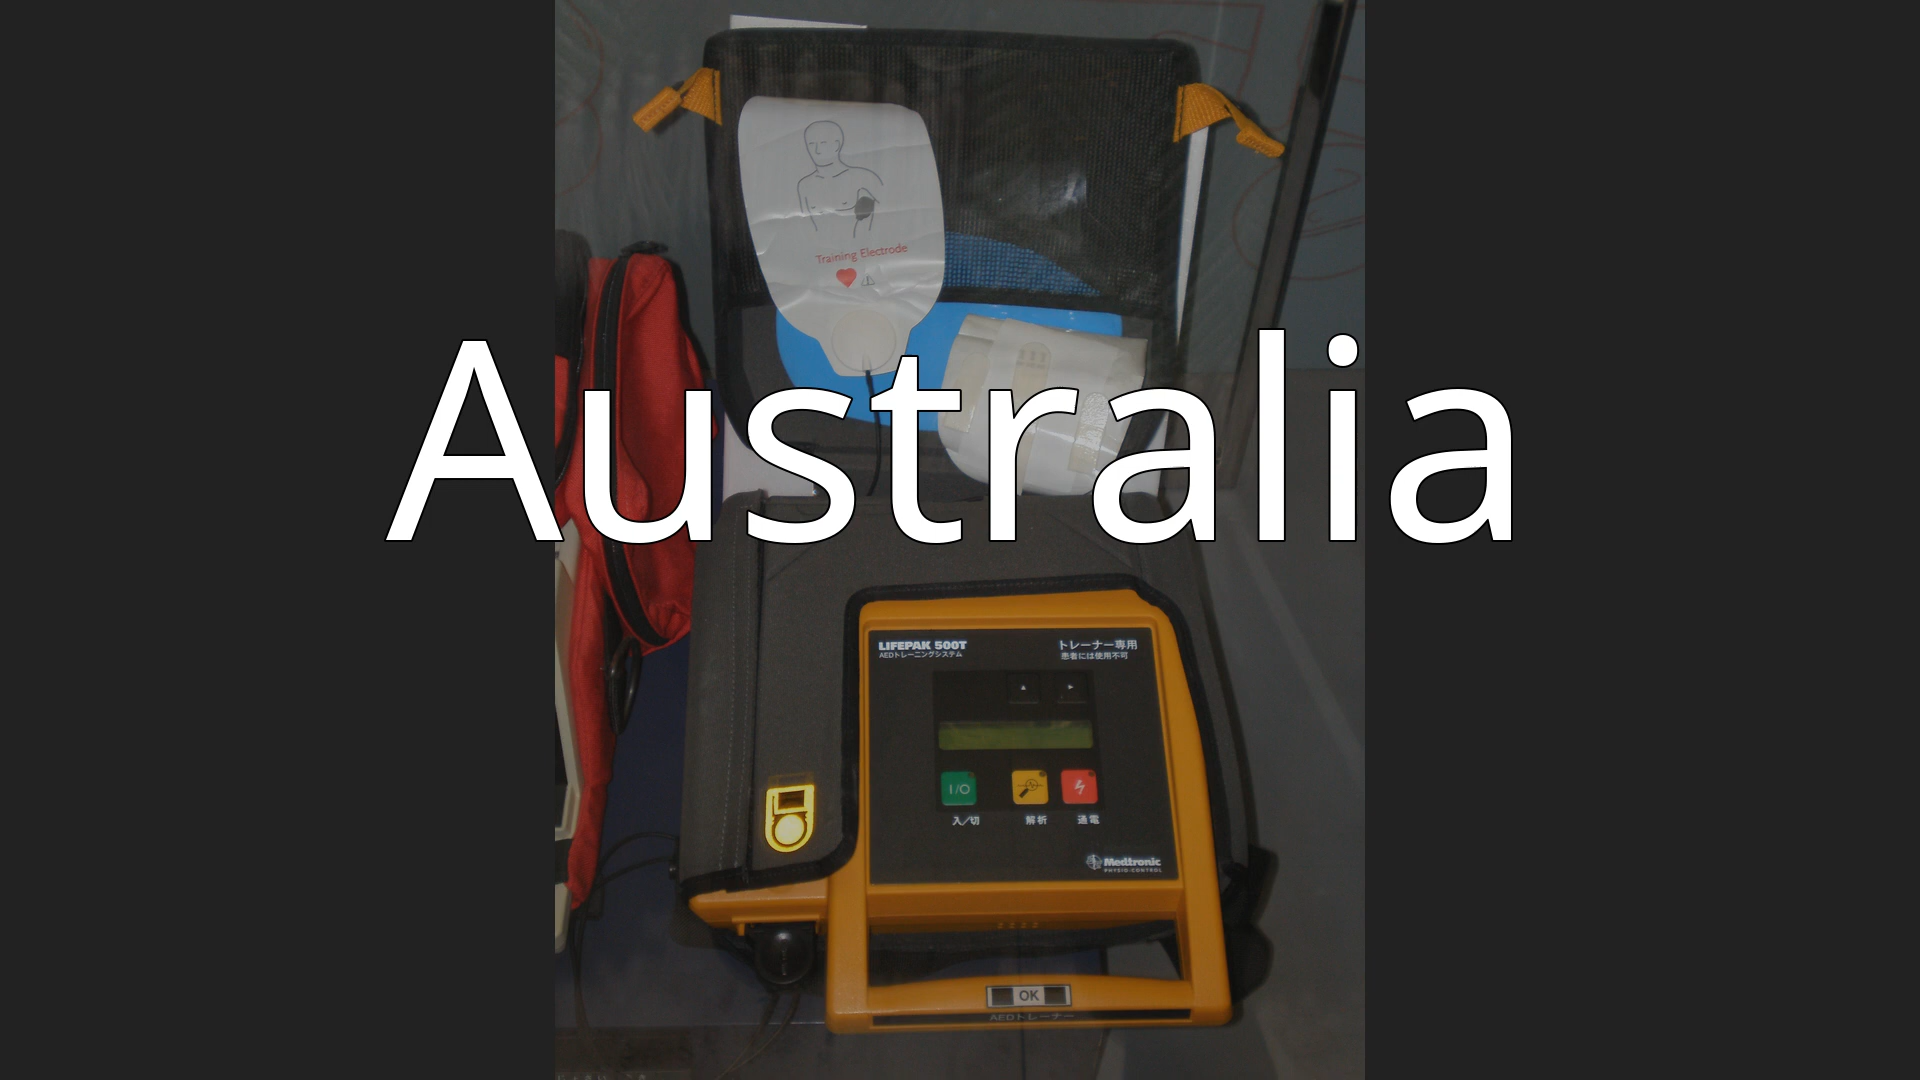 Training Electrode
Australia
LIFEPAK 500T
AEDトレーニングシステム
トレーナー専用
患者には使用不可
I/O
入/切
解析
通電
Medtronic
PHYSIO-CONTROL
OK
AEDトレーナー